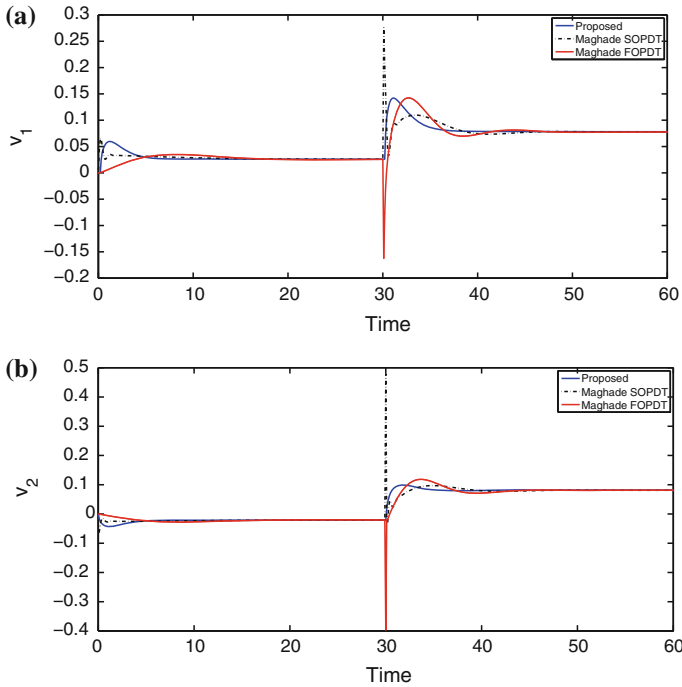 (a)
0.3
0.25
0.2
0.15
0.1
0.05
0
−0.05
−0.1
−0.15
−0.2
v1
Proposed
Maghade SOPDT
Maghade FOPDT
0 10 20 30 40 50 60
Time
(b)
0.5
0.4
0.3
0.2
0.1
0
−0.1
−0.2
−0.3
−0.4
v2
Proposed
Maghade SOPDT
Maghade FOPDT
0 10 20 30 40 50 60
Time